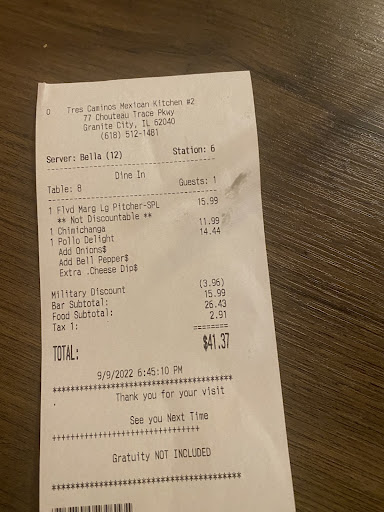 0 Tres Caminos Mexican Kitchen #2
77 Chouteau Trace Pkwy
Granite City, IL 62040
(618) 512-1481
Server: Bella (12) Station: 6
Dine In
Table: 8 Guests: 1
1 Flvd Marg Lg Pitcher-SPL 15.99
** Not Discountable **
1 Chimichanga 11.99
1 Pollo Delight 14.44
Add Onions$
Add Bell Pepper$
Extra .Cheese Dip$
Military Discount (3.96)
Bar Subtotal: 15.99
Food Subtotal: 26.43
Tax 1: 2.91
========
TOTAL: $41.37
9/9/2022 6:45:10 PM
****************************************
Thank you for your visit
See you Next Time
++++++++++++++++++++++++++++++++
Gratuity NOT INCLUDED
****************************************